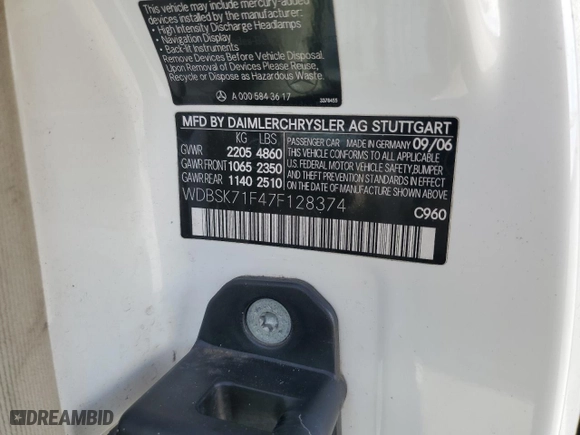 This vehicle may include mercury-added
devices installed by the manufacturer:
• High Intensity Discharge Headlamps
• Navigation Display
• Back-lit Instruments
Remove Devices Before Vehicle Disposal.
Upon Removal of Devices Please Reuse,
Recycle or Dispose as Hazardous Waste.
A 000 584 36 17
MFD BY DAIMLERCHRYSLER AG STUTTGART
KG LBS
GVWR 2205 4860
GAWR FRONT 1065 2350
GAWR REAR 1140 2510
PASSENGER CAR MADE IN GERMANY 09/06
THIS VEHICLE CONFORMS TO ALL APPLICABLE
U.S. FEDERAL MOTOR VEHICLE SAFETY, BUMPER
AND THEFT PREVENTION STANDARDS IN
EFFECT ON THE DATE OF MANUFACTURE
SHOWN ABOVE.
WDBSK71F47F128374
C960
DREAMBID